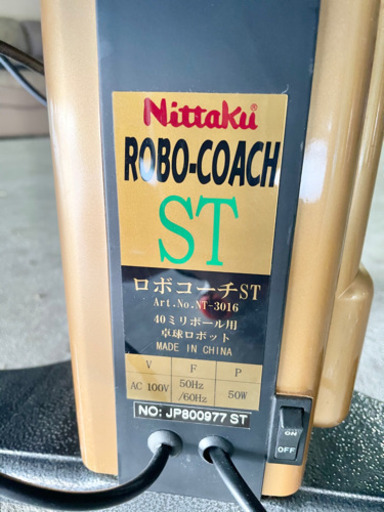 Nittaku®
ROBO-COACH
ST
ロボコーチST
Art.No.NT-3016
40ミリボール用
卓球ロボット
MADE IN CHINA
V F P
AC 100V 50Hz/60Hz 50W
NO: JP800977 ST
ON
OFF